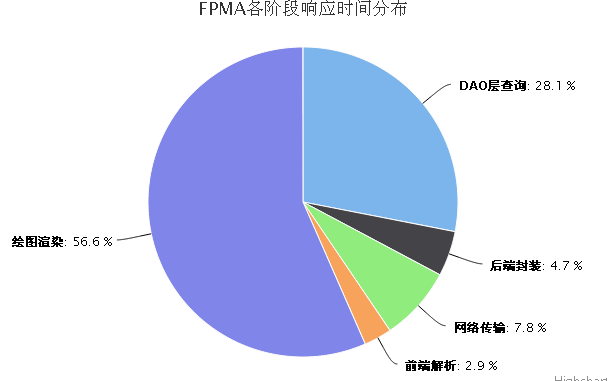 FPMA各阶段响应时间分布
DAO层查询: 28.1 %
绘图渲染: 56.6 %
后端封装: 4.7 %
网络传输: 7.8 %
前端解析: 2.9 %